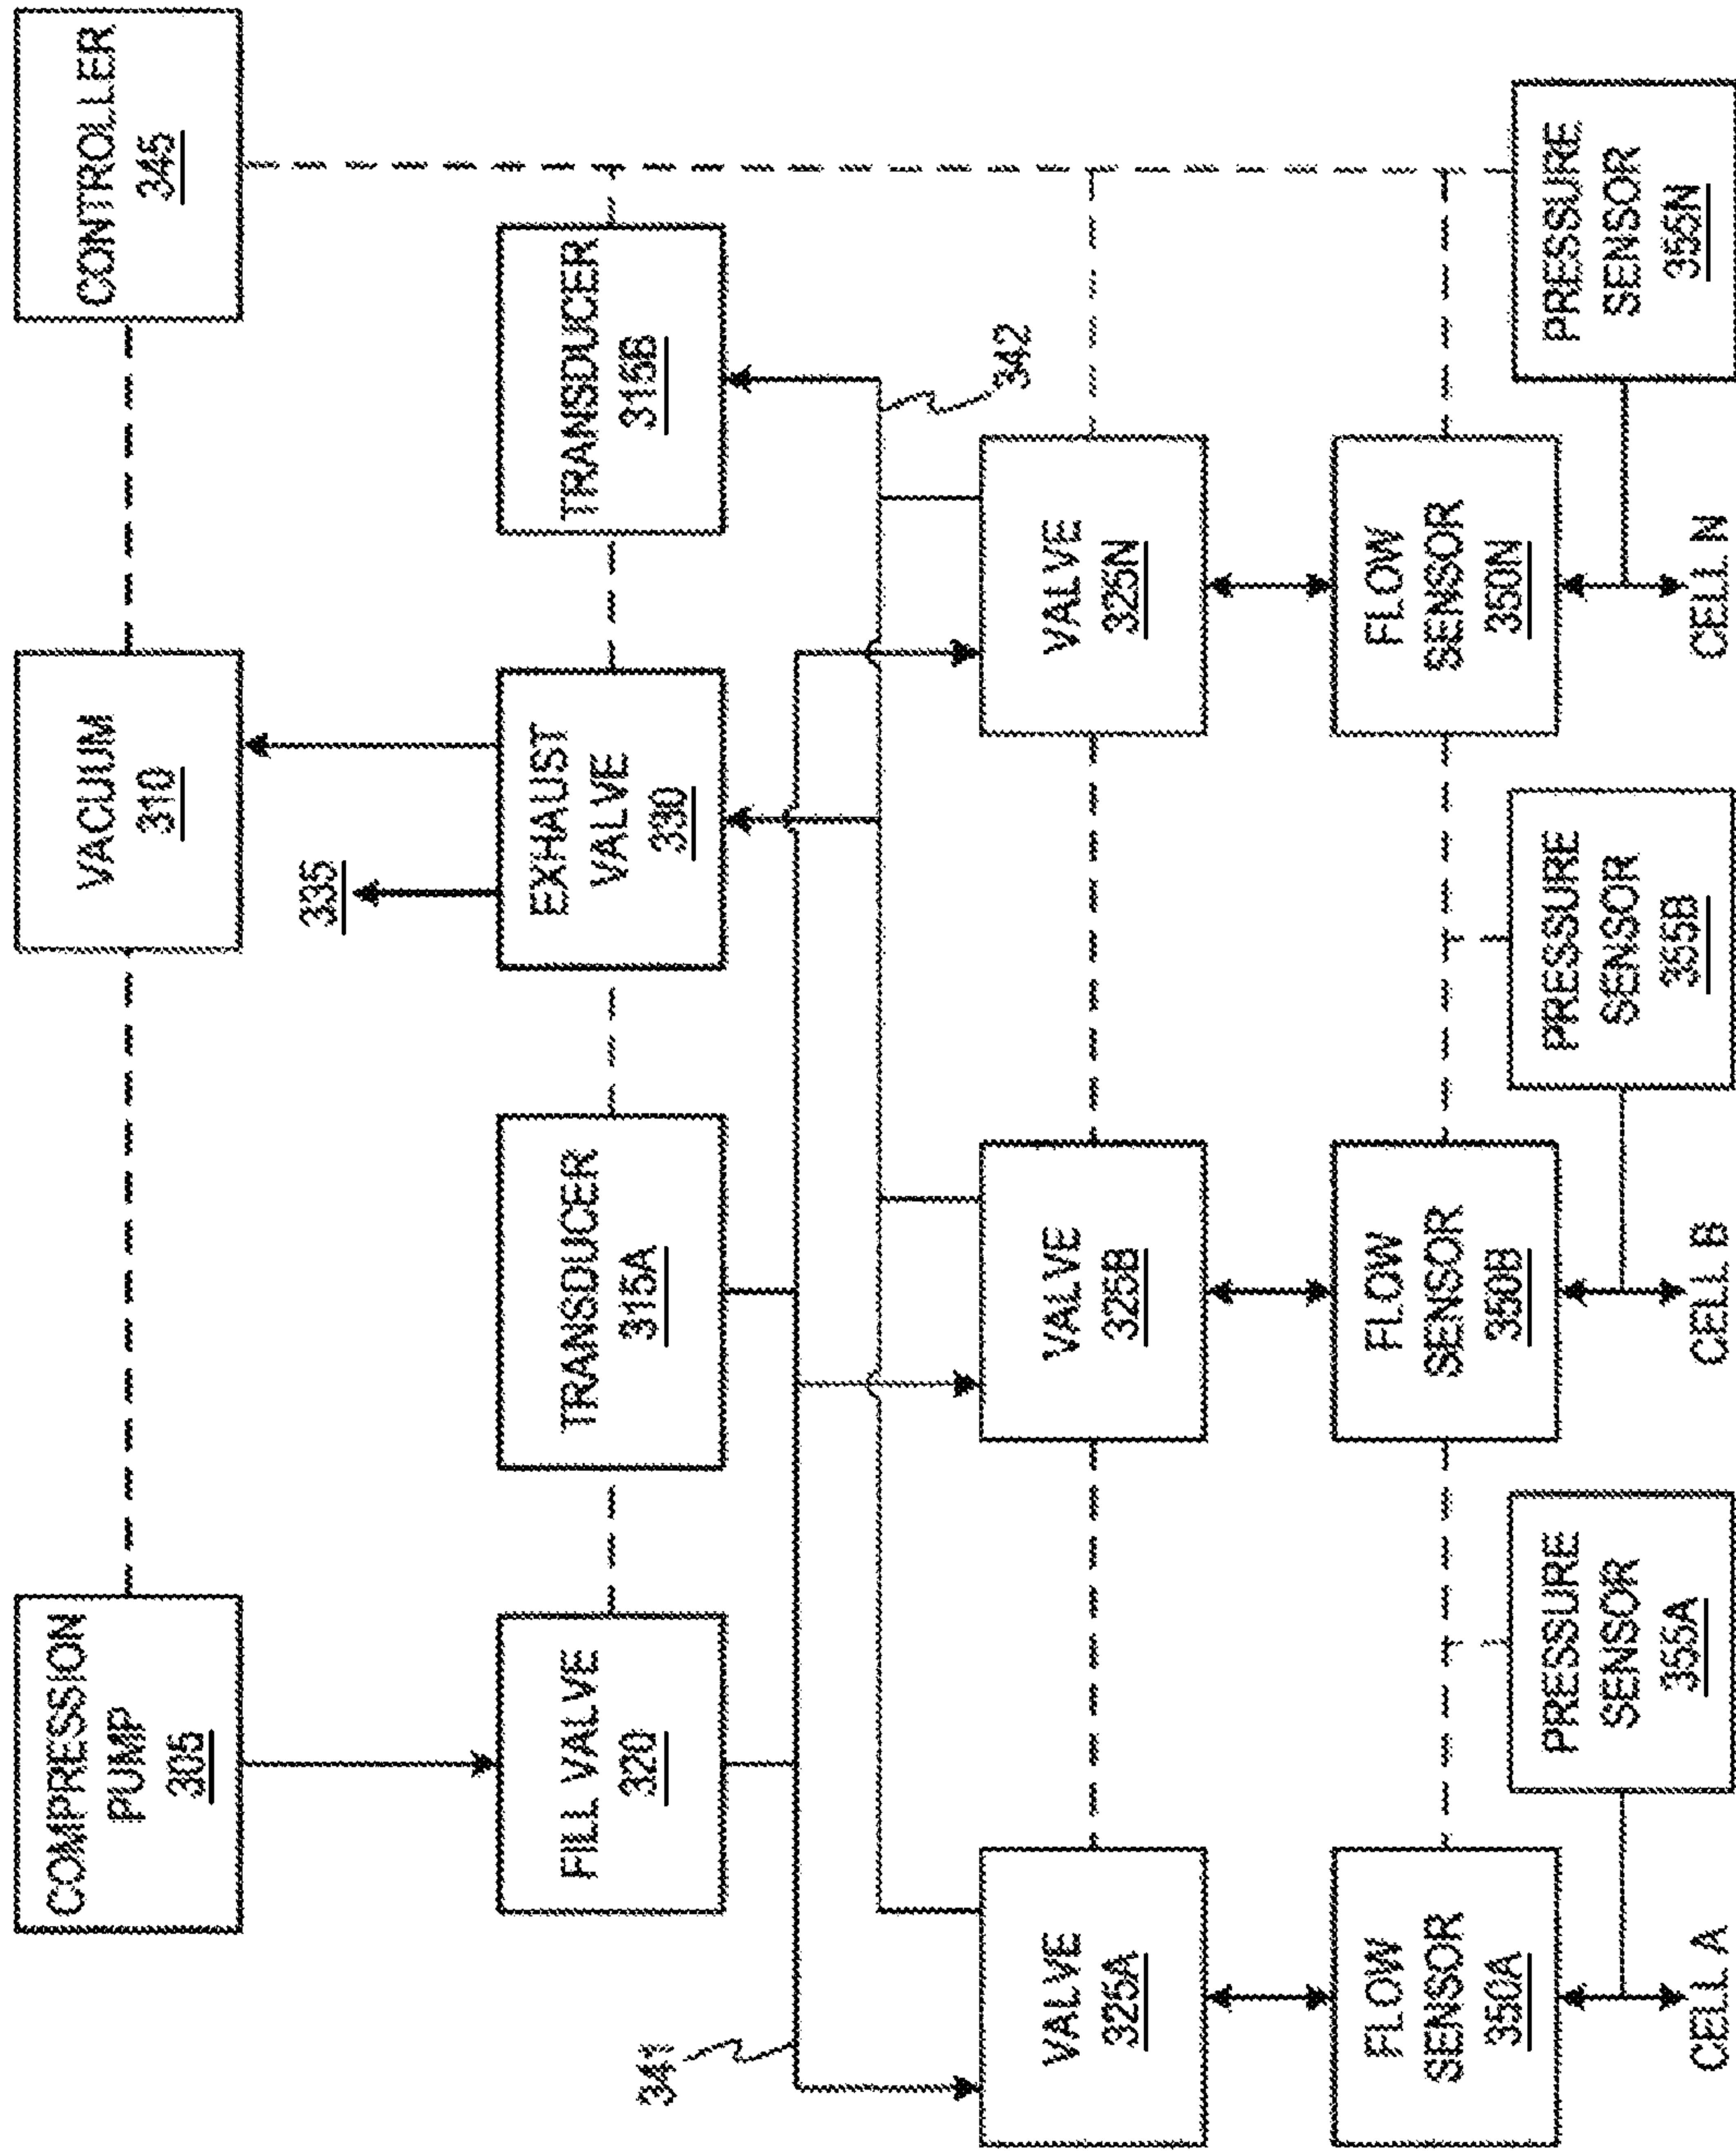 COMPRESSION
PUMP
305
VACUUM
310
CONTROLLER
345
335
FILL VALVE
320
TRANSDUCER
315A
EXHAUST
VALVE
330
TRANSDUCER
315B
341
342
VALVE
325A
VALVE
325B
VALVE
325N
FLOW
SENSOR
350A
FLOW
SENSOR
350B
FLOW
SENSOR
350N
PRESSURE
SENSOR
355A
PRESSURE
SENSOR
355B
PRESSURE
SENSOR
355N
CELL A
CELL B
CELL N